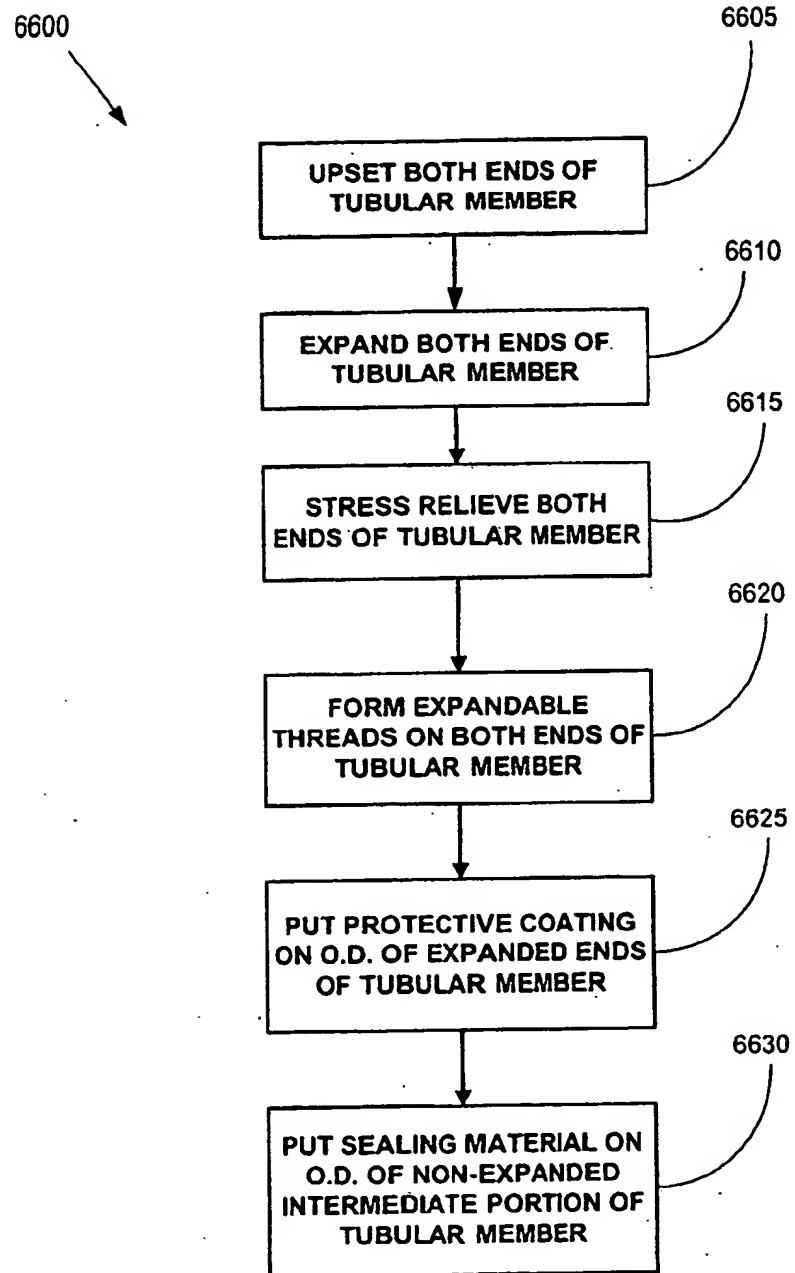 6600
6605
UPSET BOTH ENDS OF
TUBULAR MEMBER
6610
EXPAND BOTH ENDS OF
TUBULAR MEMBER
6615
STRESS RELIEVE BOTH
ENDS OF TUBULAR MEMBER
6620
FORM EXPANDABLE
THREADS ON BOTH ENDS OF
TUBULAR MEMBER
6625
PUT PROTECTIVE COATING
ON O.D. OF EXPANDED ENDS
OF TUBULAR MEMBER
6630
PUT SEALING MATERIAL ON
O.D. OF NON-EXPANDED
INTERMEDIATE PORTION OF
TUBULAR MEMBER